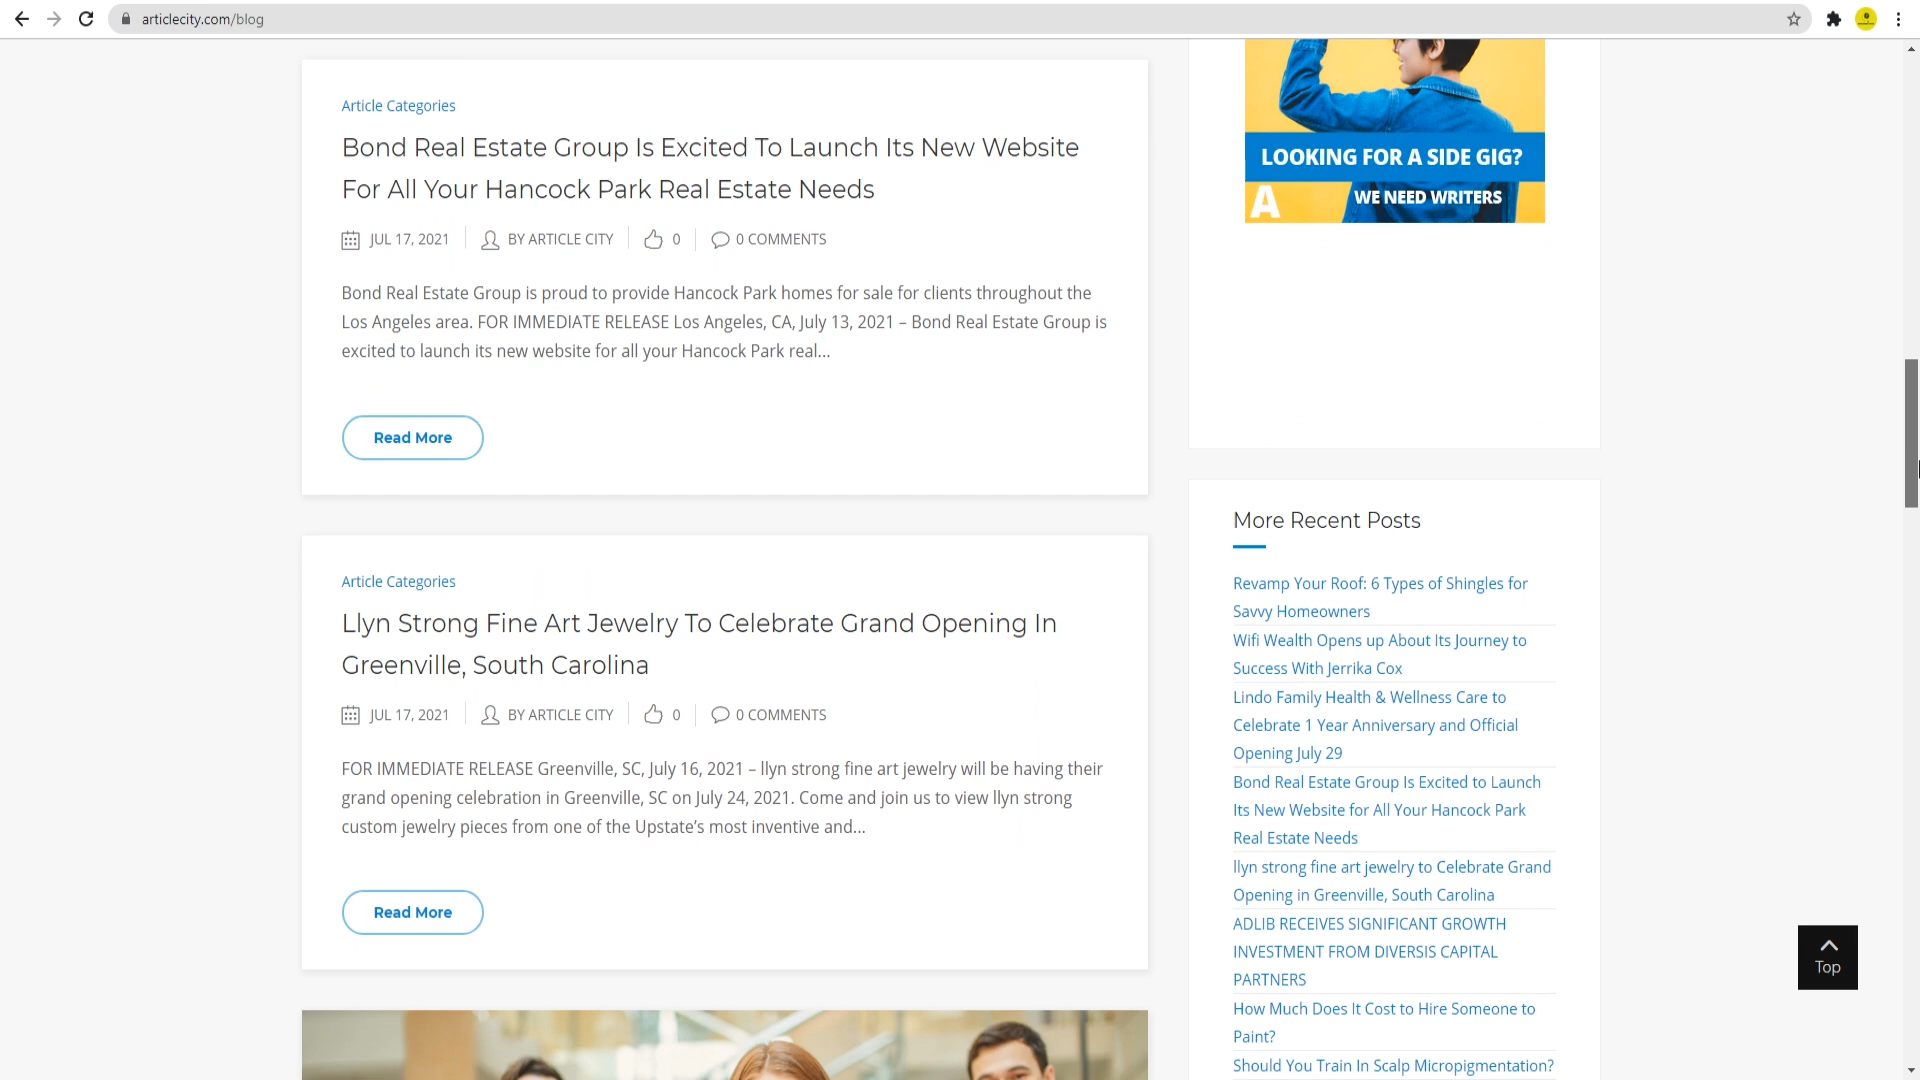 articlecity.com/blog
Article Categories
Bond Real Estate Group Is Excited To Launch Its New Website
For All Your Hancock Park Real Estate Needs
JUL 17, 2021
BY ARTICLE CITY
0
0 COMMENTS
Bond Real Estate Group is proud to provide Hancock Park homes for sale for clients throughout the
Los Angeles area. FOR IMMEDIATE RELEASE Los Angeles, CA, July 13, 2021 – Bond Real Estate Group is
excited to launch its new website for all your Hancock Park real...
Read More
Article Categories
Llyn Strong Fine Art Jewelry To Celebrate Grand Opening In
Greenville, South Carolina
JUL 17, 2021
BY ARTICLE CITY
0
0 COMMENTS
FOR IMMEDIATE RELEASE Greenville, SC, July 16, 2021 – llyn strong fine art jewelry will be having their
grand opening celebration in Greenville, SC on July 24, 2021. Come and join us to view llyn strong
custom jewelry pieces from one of the Upstate’s most inventive and...
Read More
LOOKING FOR A SIDE GIG?
A
WE NEED WRITERS
More Recent Posts
Revamp Your Roof: 6 Types of Shingles for
Savvy Homeowners
Wifi Wealth Opens up About Its Journey to
Success With Jerrika Cox
Lindo Family Health & Wellness Care to
Celebrate 1 Year Anniversary and Official
Opening July 29
Bond Real Estate Group Is Excited to Launch
Its New Website for All Your Hancock Park
Real Estate Needs
llyn strong fine art jewelry to Celebrate Grand
Opening in Greenville, South Carolina
ADLIB RECEIVES SIGNIFICANT GROWTH
INVESTMENT FROM DIVERSIS CAPITAL
PARTNERS
How Much Does It Cost to Hire Someone to
Paint?
Should You Train In Scalp Micropigmentation?
Top